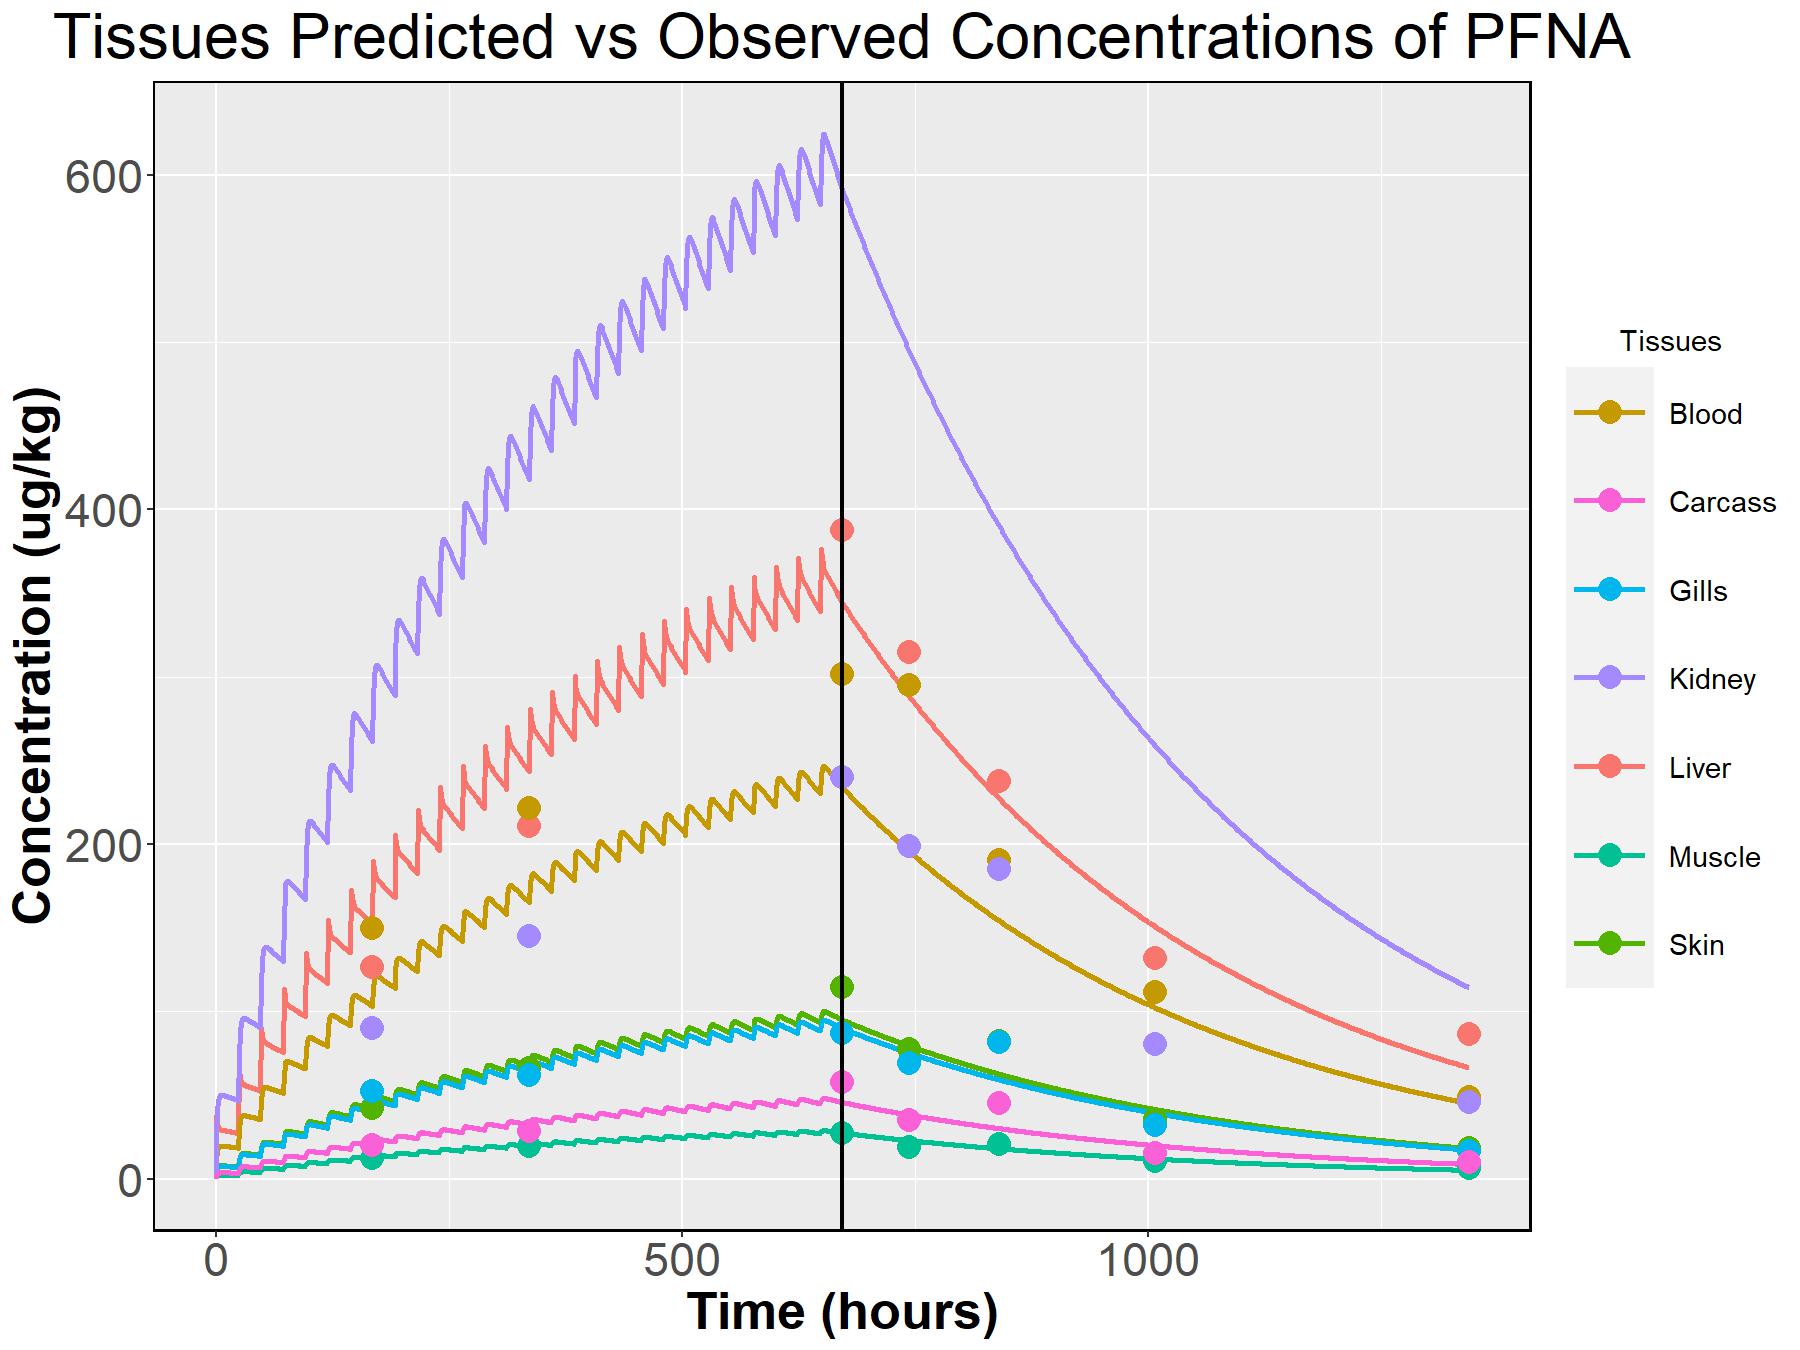 Tissues Predicted vs Observed Concentrations of PFNA
Concentration (ug/kg)
600
400
200
0
0 500 1000
Time (hours)
Tissues
Blood
Carcass
Gills
Kidney
Liver
Muscle
Skin